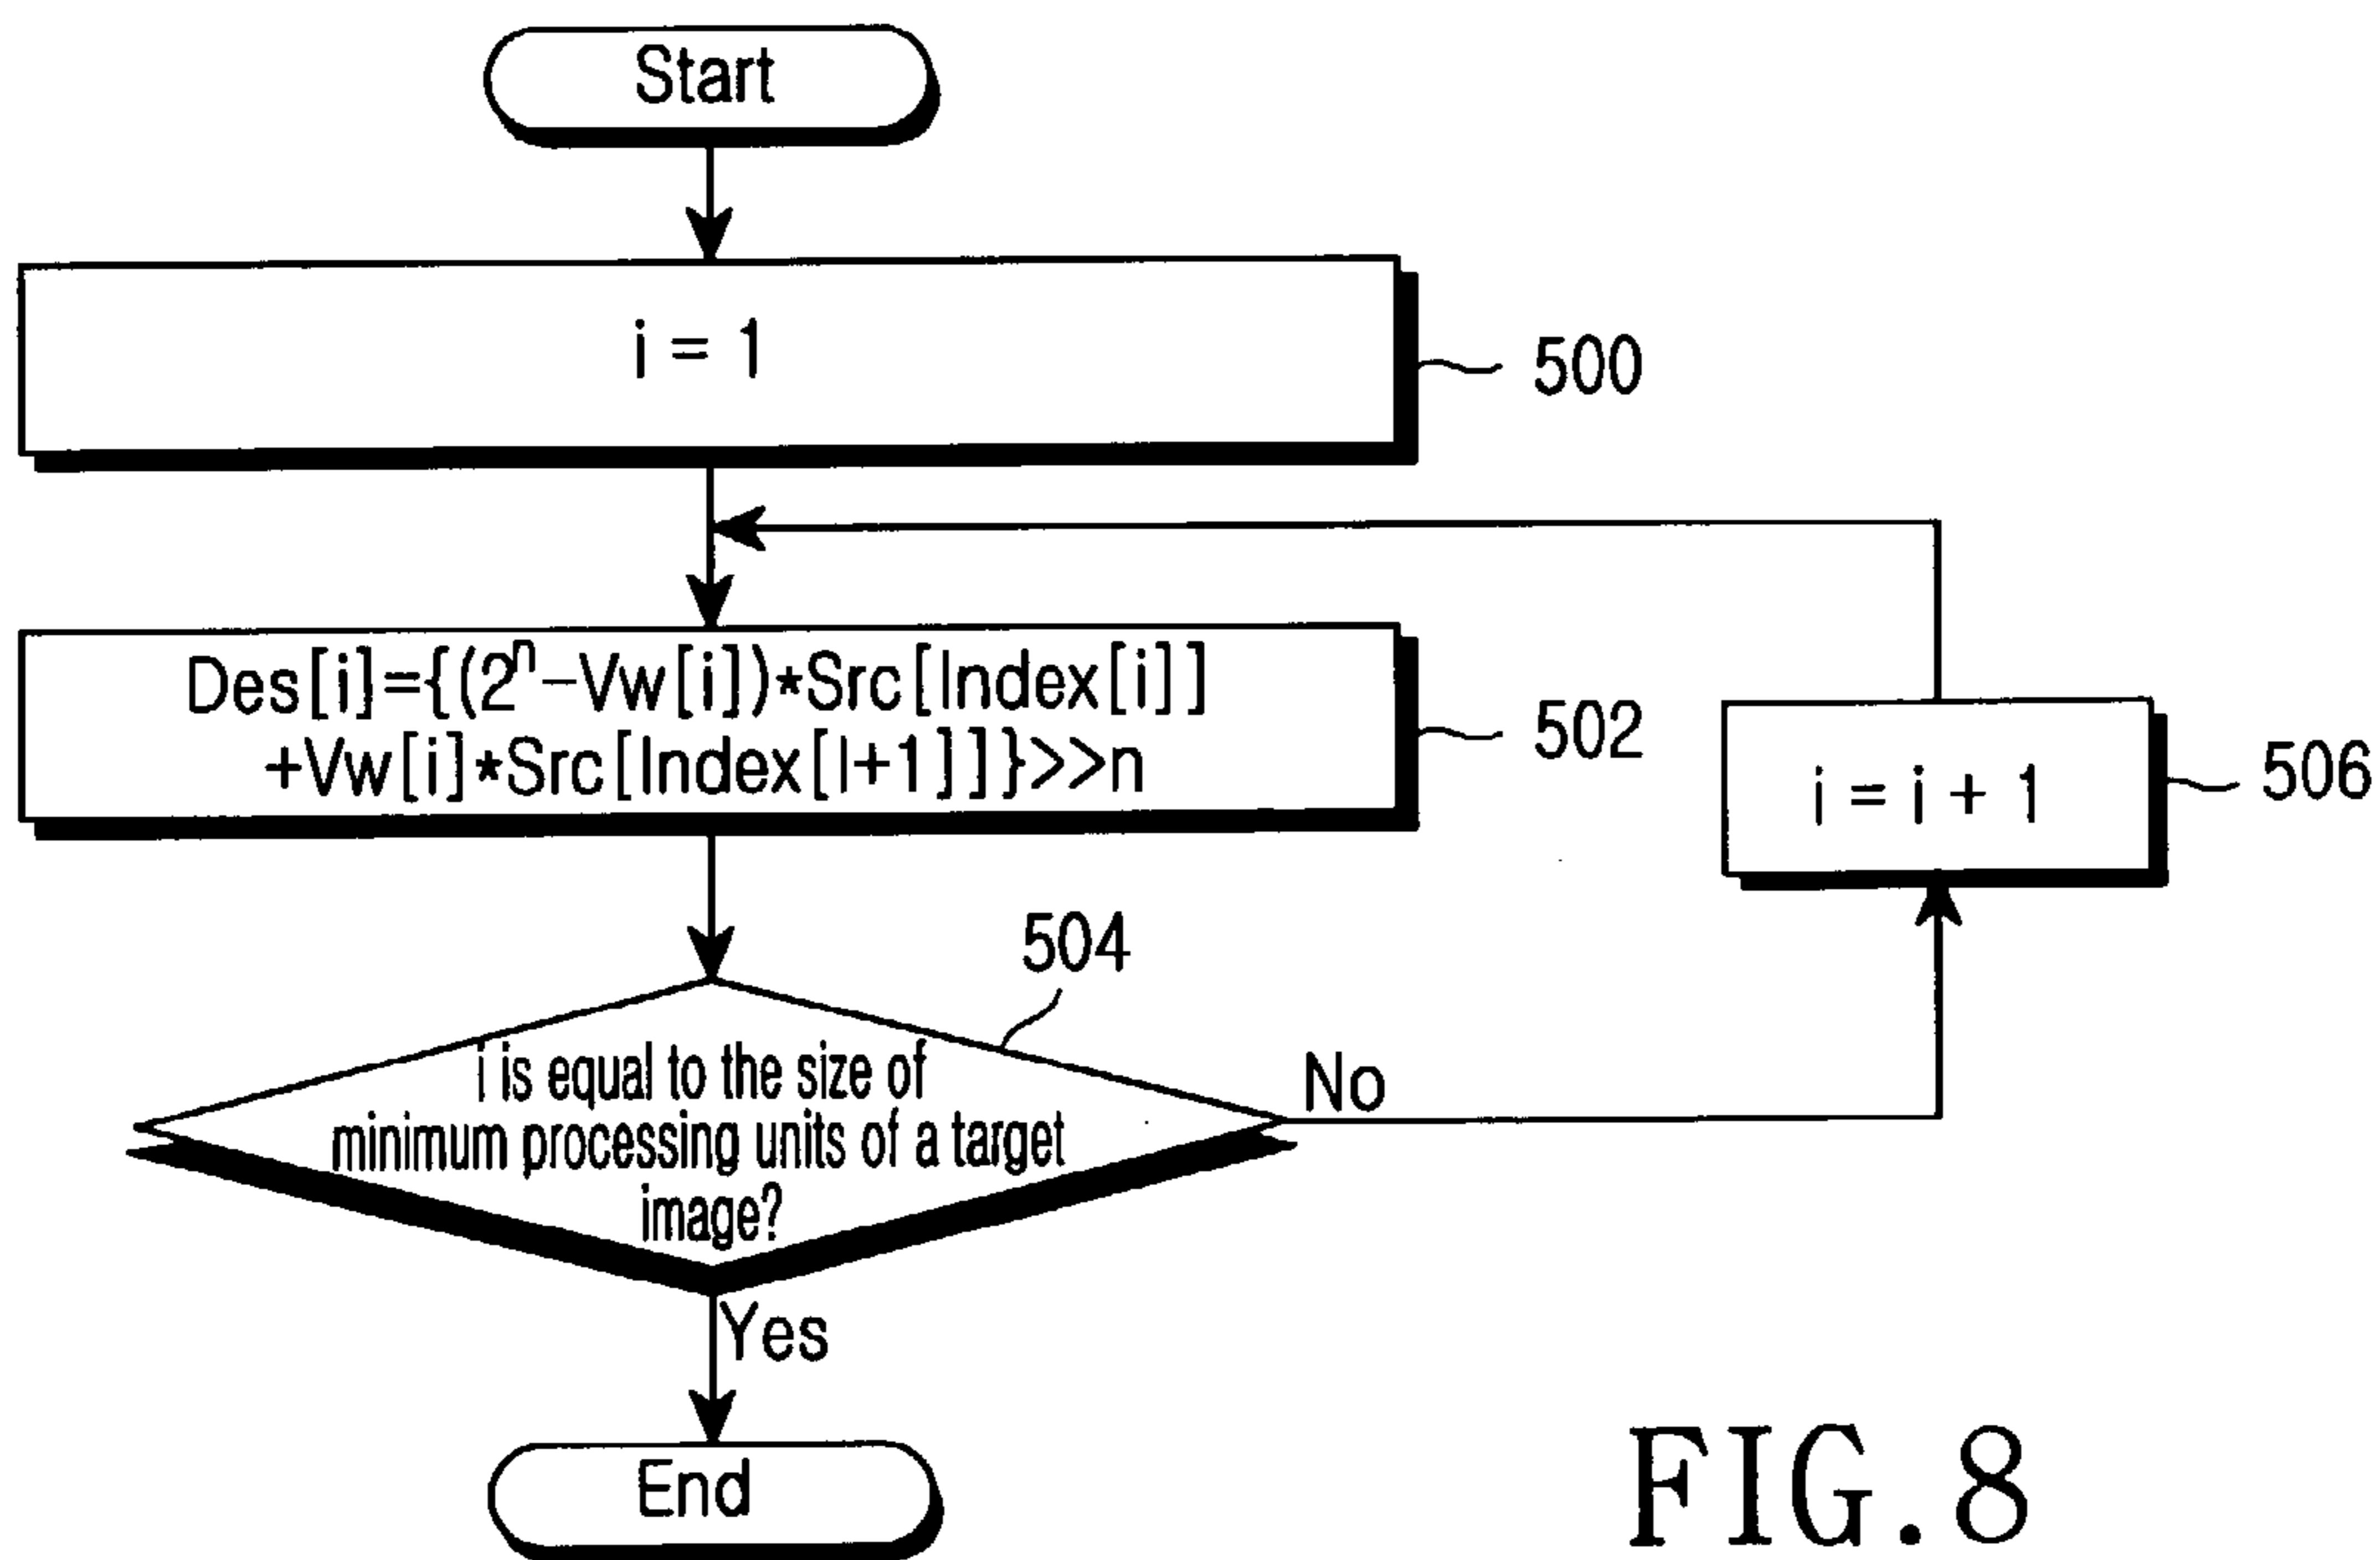 Start
i = 1
500
Des[i]={(2ⁿ-Vw[i])*Src[Index[i]]
+Vw[i]*Src[Index[I+1]]}>>n
502
i = i + 1
506
504
i is equal to the size of
minimum processing units of a target
image?
No
Yes
End
FIG.8